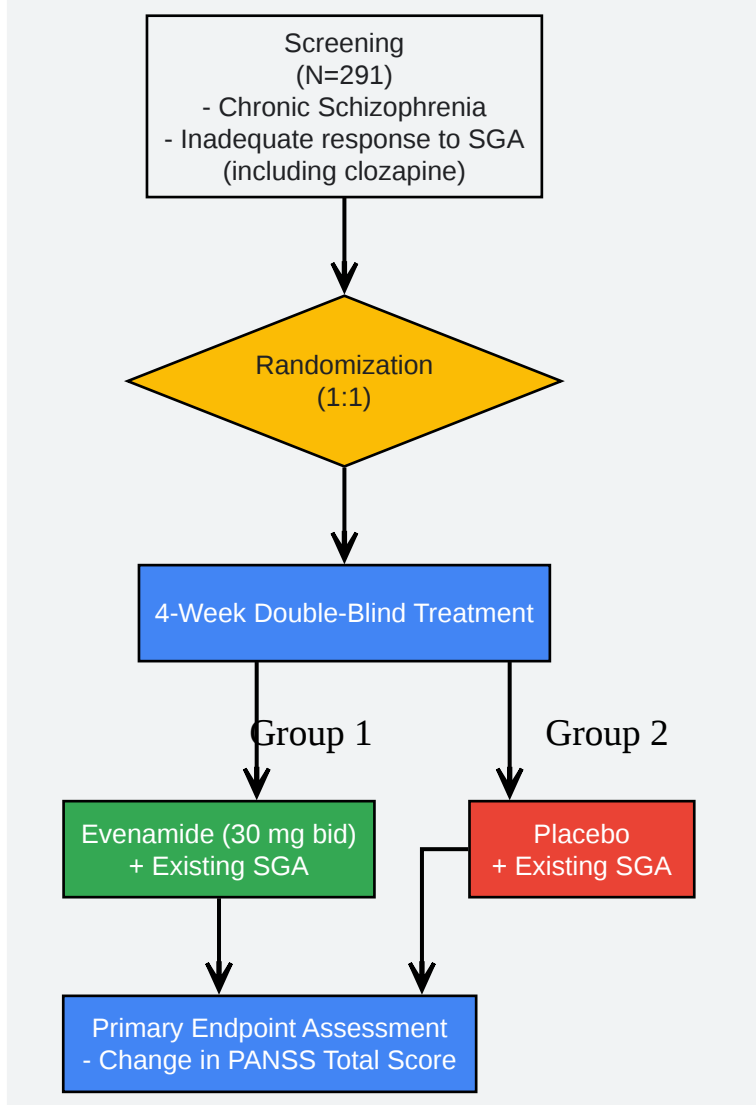 Screening
(N=291)
- Chronic Schizophrenia
- Inadequate response to SGA
(including clozapine)
Randomization
(1:1)
4-Week Double-Blind Treatment
Group 1
Group 2
Evenamide (30 mg bid)
+ Existing SGA
Placebo
+ Existing SGA
Primary Endpoint Assessment
- Change in PANSS Total Score